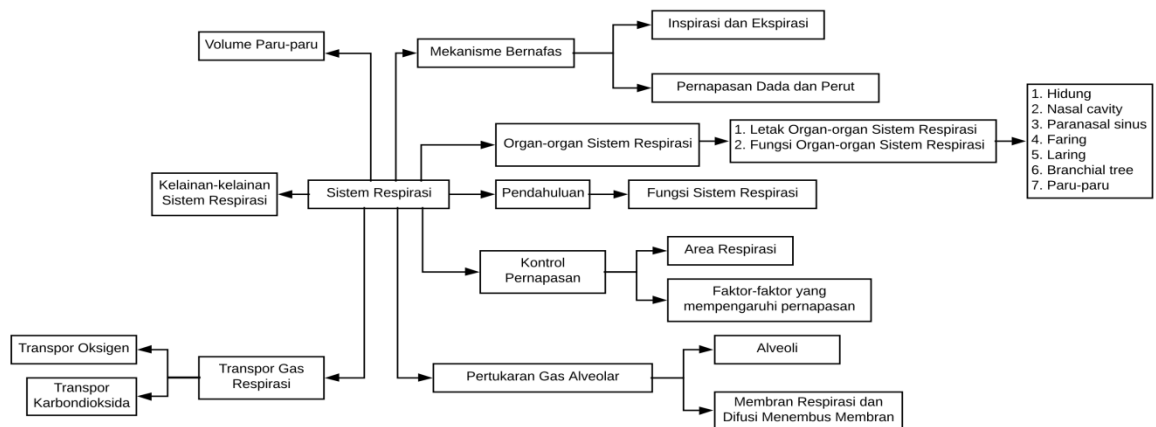 Volume Paru-paru
Mekanisme Bernafas
Inspirasi dan Ekspirasi
Pernapasan Dada dan Perut
Organ-organ Sistem Respirasi
1. Letak Organ-organ Sistem Respirasi
2. Fungsi Organ-organ Sistem Respirasi
1. Hidung
2. Nasal cavity
3. Paranasal sinus
4. Faring
5. Laring
6. Branchial tree
7. Paru-paru
Kelainan-kelainan
Sistem Respirasi
Sistem Respirasi
Pendahuluan
Fungsi Sistem Respirasi
Kontrol
Pernapasan
Area Respirasi
Faktor-faktor yang
mempengaruhi pernapasan
Transpor Oksigen
Transpor
Karbondioksida
Transpor Gas
Respirasi
Pertukaran Gas Alveolar
Alveoli
Membran Respirasi dan
Difusi Menembus Membran